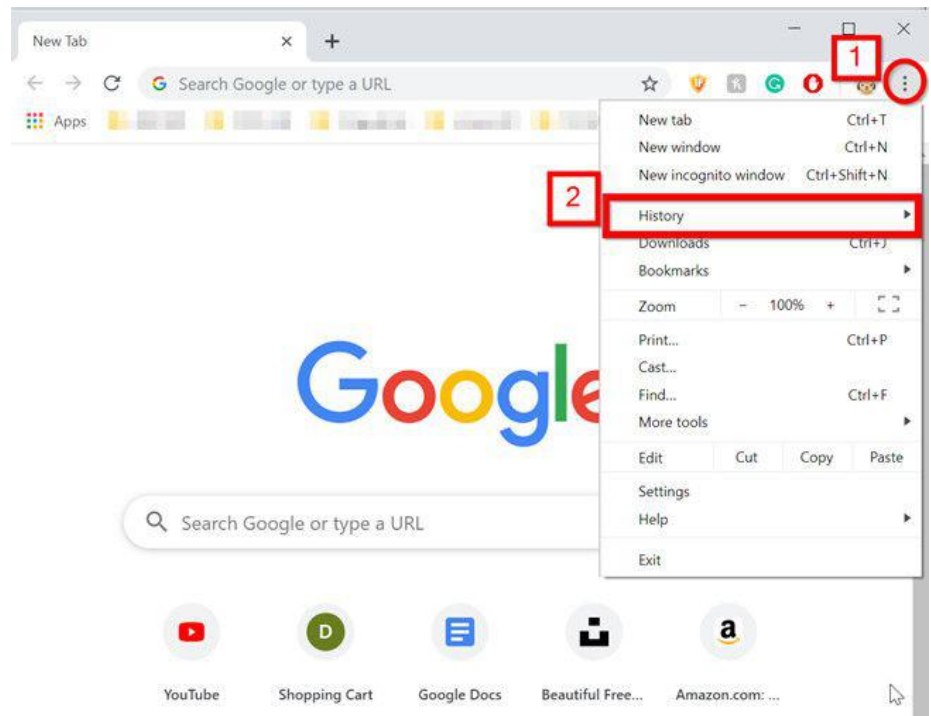 New Tab
1
Search Google or type a URL
Apps
New tab Ctrl+T
New window Ctrl+N
New incognito window Ctrl+Shift+N
2
History
Downloads Ctrl+J
Bookmarks
Zoom - 100% +
Print... Ctrl+P
Cast...
Find... Ctrl+F
More tools
Edit Cut Copy Paste
Settings
Help
Exit
Google
Search Google or type a URL
D
a
YouTube Shopping Cart Google Docs Beautiful Free... Amazon.com: ...